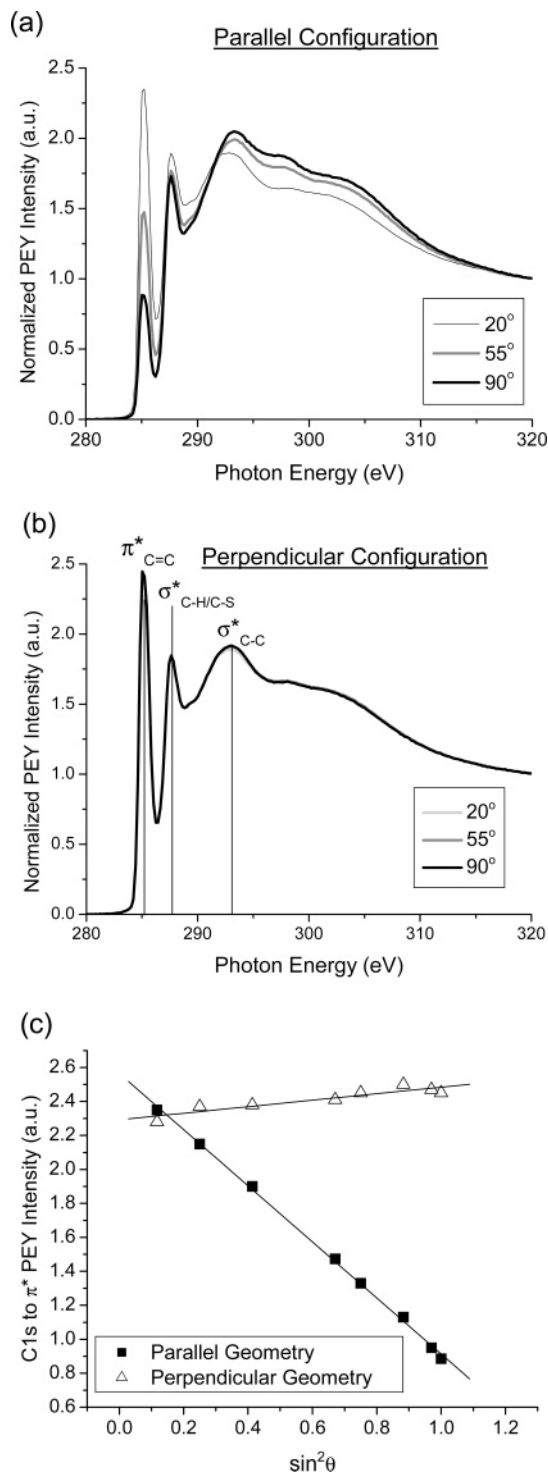 (a)
Parallel Configuration
2.5
2.0
1.5
1.0
0.5
0.0
Normalized PEY Intensity (a.u.)
20°
55°
90°
280 290 300 310 320
Photon Energy (eV)
(b)
π* C=C
Perpendicular Configuration
σ* C-H/C-S
σ* C-C
2.5
2.0
1.5
1.0
0.5
0.0
Normalized PEY Intensity (a.u.)
20°
55°
90°
280 290 300 310 320
Photon Energy (eV)
(c)
2.6
2.4
2.2
2.0
1.8
1.6
1.4
1.2
1.0
0.8
0.6
C1s to π* PEY Intensity (a.u.)
Parallel Geometry
Perpendicular Geometry
0.0 0.2 0.4 0.6 0.8 1.0 1.2
sin²θ